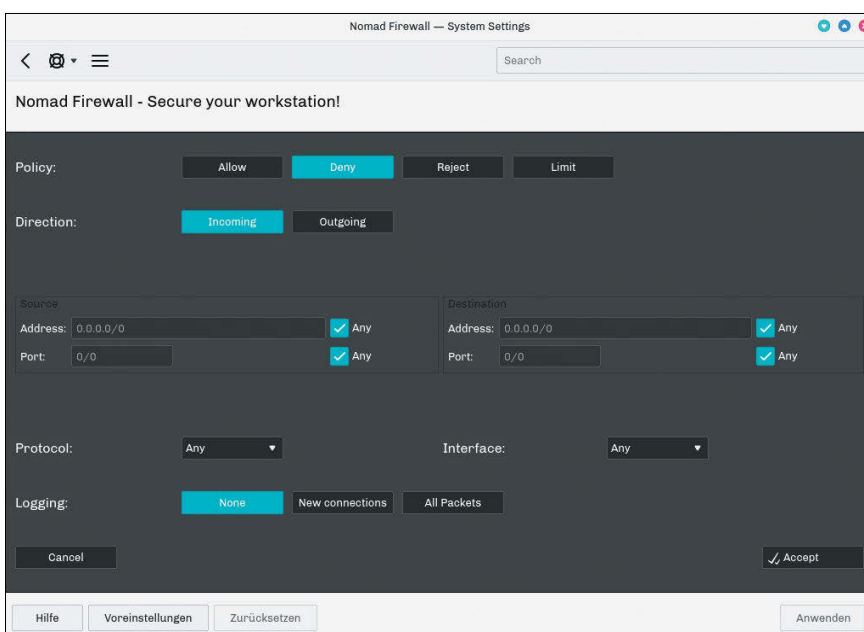 Nomad Firewall — System Settings
Search
Nomad Firewall - Secure your workstation!
Policy: Allow Deny Reject Limit
Direction: Incoming Outgoing
Source Destination
Address: 0.0.0.0/0 Any Address: 0.0.0.0/0 Any
Port: 0/0 Any Port: 0/0 Any
Protocol: Any Interface: Any
Logging: None New connections All Packets
Cancel Accept
Hilfe Voreinstellungen Zurücksetzen Anwenden